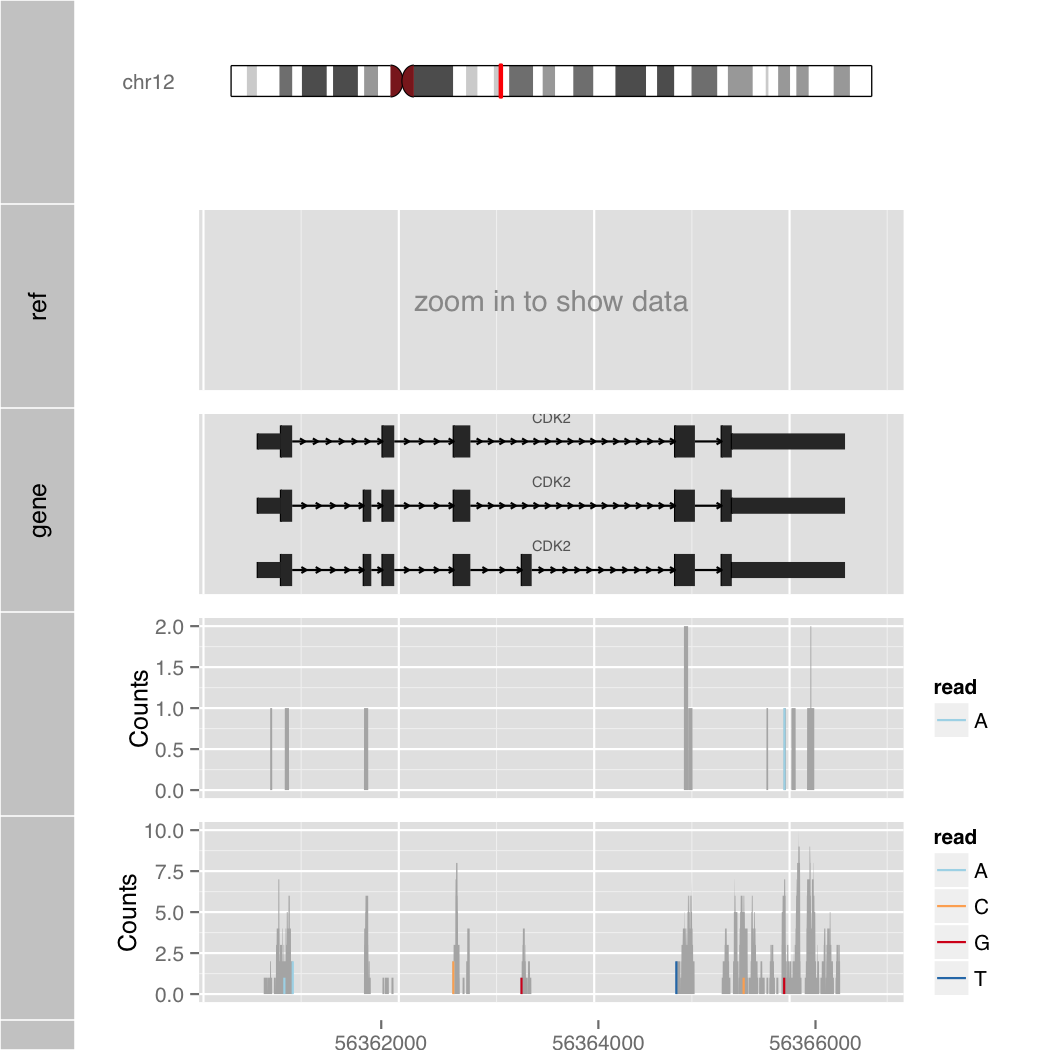 chr12
ref
zoom in to show data
gene
CDK2
CDK2
CDK2
Counts
2.0
1.5
1.0
0.5
0.0
read
A
Counts
10.0
7.5
5.0
2.5
0.0
read
A
C
G
T
56362000
56364000
56366000